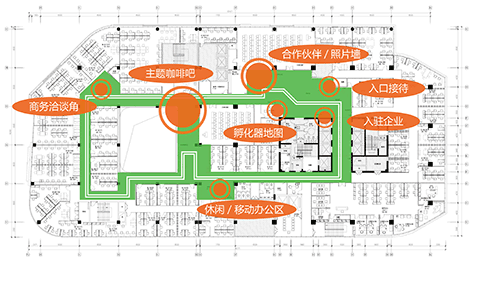 合作伙伴 / 照片墙
主题咖啡吧
入口接待
商务洽谈角
入驻企业
孵化器地图
休闲 / 移动办公区